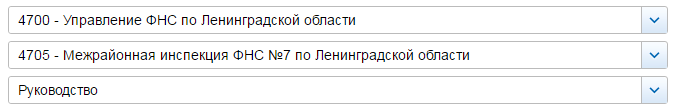 4700 - Управление ФНС по Ленинградской области
4705 - Межрайонная инспекция ФНС №7 по Ленинградской области
Руководство